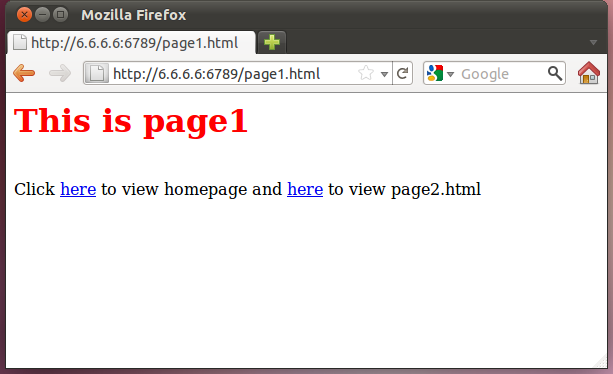 Mozilla Firefox
http://6.6.6.6:6789/page1.html
http://6.6.6.6:6789/page1.html
Google
This is page1
Click here to view homepage and here to view page2.html